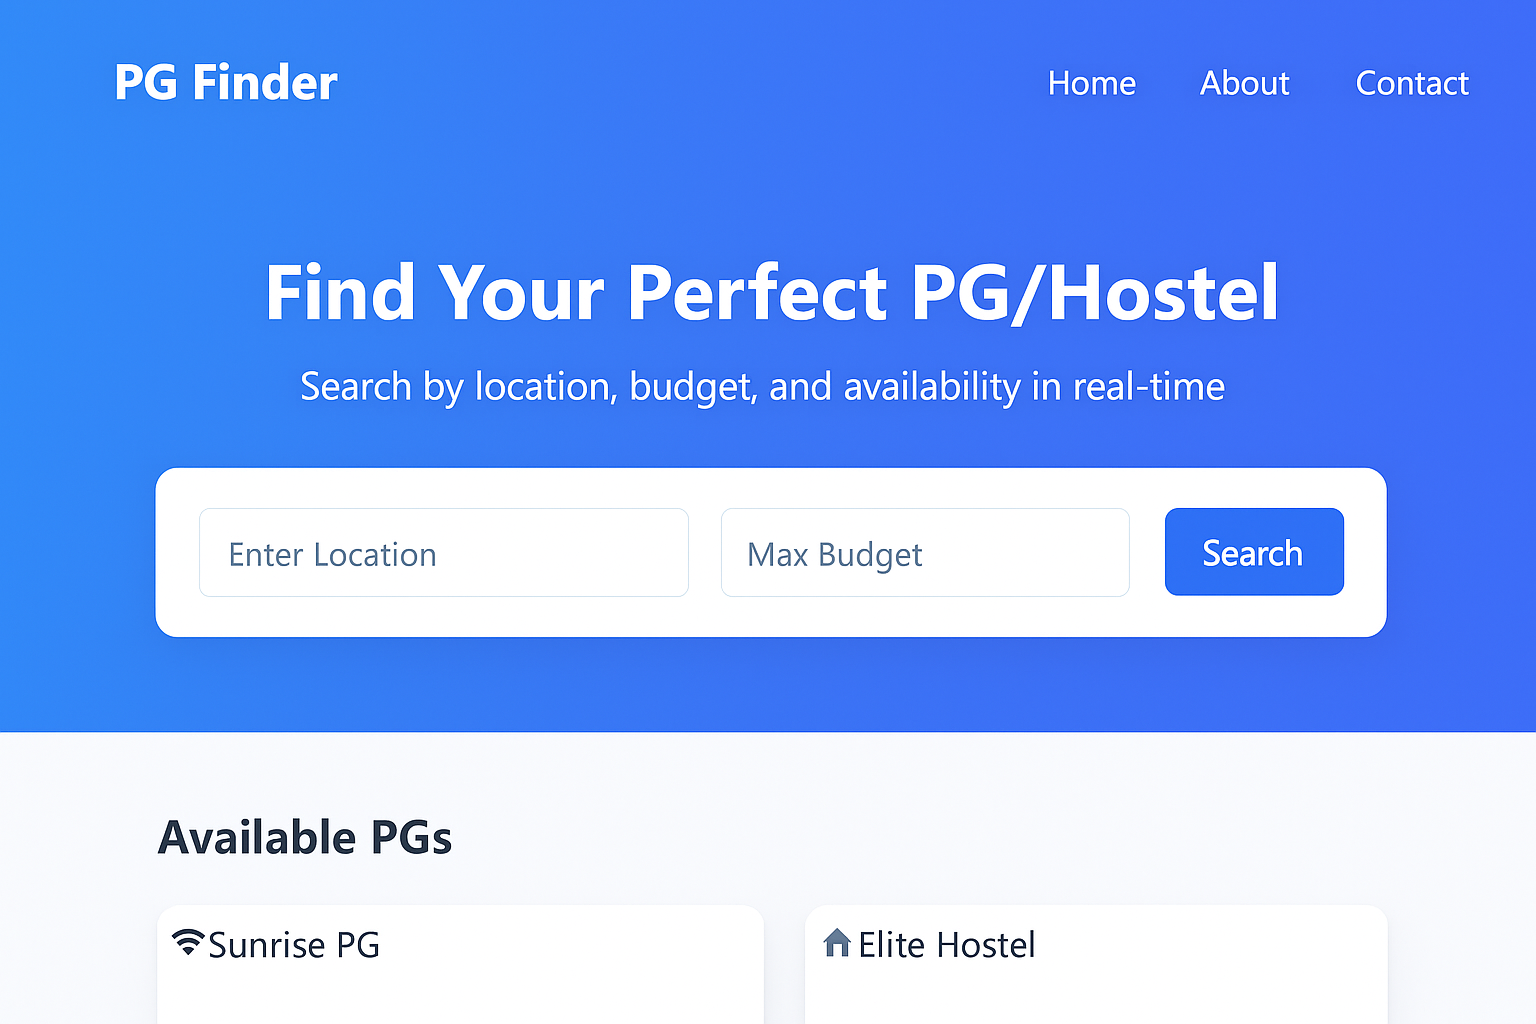 PG Finder
Home About Contact
Find Your Perfect PG/Hostel
Search by location, budget, and availability in real-time
Enter Location
Max Budget
Search
Available PGs
Sunrise PG
Elite Hostel